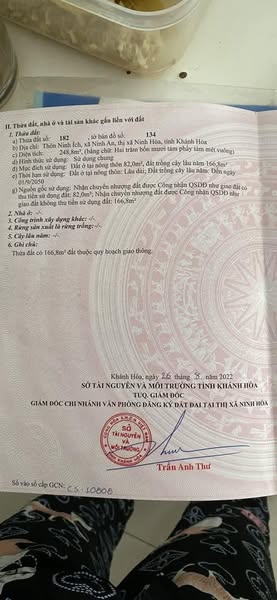 II. Thửa đất, nhà ở và tài sản khác gắn liền với đất
1. Thửa đất:
a) Thửa đất số: 182 , tờ bản đồ số: 134
b) Địa chỉ: Thôn Ninh Ích, xã Ninh An, thị xã Ninh Hòa, tỉnh Khánh Hòa
c) Diện tích: 248,8m², (bằng chữ: Hai trăm bốn mươi tám phẩy tám mét vuông)
d) Hình thức sử dụng: Sử dụng chung
đ) Mục đích sử dụng: Đất ở tại nông thôn 82,0m²; đất trồng cây lâu năm 166,8m²
e) Thời hạn sử dụng: Đất ở tại nông thôn: Lâu dài; Đất trồng cây lâu năm: Đến ngày
01/9/2050
g) Nguồn gốc sử dụng: Nhận chuyển nhượng đất được Công nhận QSDĐ như giao đất có
thu tiền sử dụng đất: 82,0m²; Nhận chuyển nhượng đất được Công nhận QSDĐ như
giao đất không thu tiền sử dụng đất: 166,8m²
2. Nhà ở: -/-
3. Công trình xây dựng khác: -/-
4. Rừng sản xuất là rừng trồng: -/-
5. Cây lâu năm: -/-
6. Ghi chú:
Thửa đất có 166,8m² đất thuộc quy hoạch giao thông.
Khánh Hòa, ngày 26 tháng 5 năm 2022
SỞ TÀI NGUYÊN VÀ MÔI TRƯỜNG TỈNH KHÁNH HÒA
TUQ. GIÁM ĐỐC
GIÁM ĐỐC CHI NHÁNH VĂN PHÒNG ĐĂNG KÝ ĐẤT ĐAI TẠI THỊ XÃ NINH HÒA
SỞ
TÀI NGUYÊN
VÀ
MÔI TRƯỜNG
Trần Anh Thư
Số vào sổ cấp GCN: CS.10808